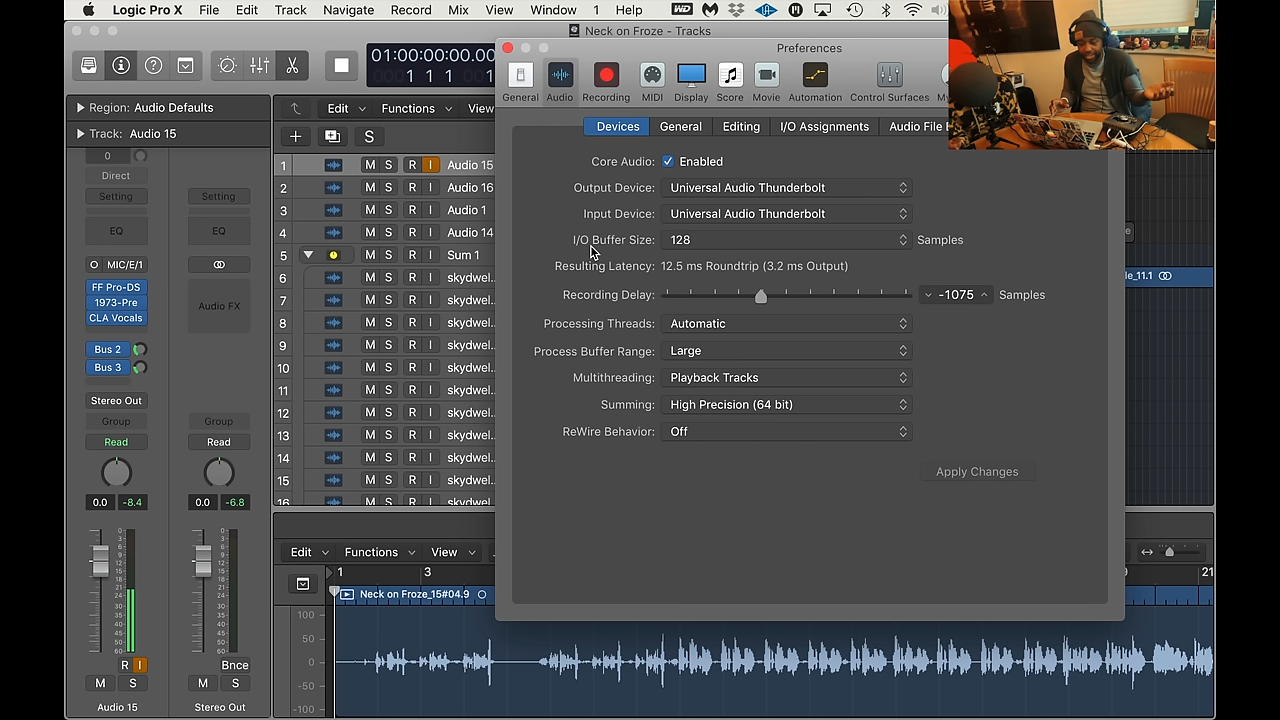 Logic Pro X File Edit Track Navigate Record Mix View Window 1 Help
Neck on Froze - Tracks
Preferences
01:00:00:00.00
1 1 1
General Audio Recording MIDI Display Score Movie Automation Control Surfaces
Region: Audio Defaults
Edit Functions View
Devices General Editing I/O Assignments Audio File
Track: Audio 15
S
0
Direct
Setting Setting
EQ EQ
MIC/E/1
FF Pro-DS
1973-Pre
CLA Vocals
Audio FX
Bus 2
Bus 3
Stereo Out
Group Group
Read Read
0.0 -8.4 0.0 -6.8
R I Bnce
M S M S
Audio 15 Stereo Out
1 M S R I Audio 15
2 M S R I Audio 16
3 M S R I Audio 1
4 M S R I Audio 14
5 M S Sum 1
6 M S R I skydwel..
7 M S R I skydwel..
8 M S R I skydwel..
9 M S R I skydwel..
10 M S R I skydwel..
11 M S R I skydwel..
12 M S R I skydwel..
13 M S R I skydwel..
14 M S R I skydwel..
15 M S R I skydwel..
16 M S R I skydwel..
Core Audio: Enabled
Output Device: Universal Audio Thunderbolt
Input Device: Universal Audio Thunderbolt
I/O Buffer Size: 128 Samples
Resulting Latency: 12.5 ms Roundtrip (3.2 ms Output)
Recording Delay: -1075 Samples
Processing Threads: Automatic
Process Buffer Range: Large
Multithreading: Playback Tracks
Summing: High Precision (64 bit)
ReWire Behavior: Off
Apply Changes
Edit Functions View
1 3 21
Neck on Froze_15#04.9
100
50
0
-50
-100